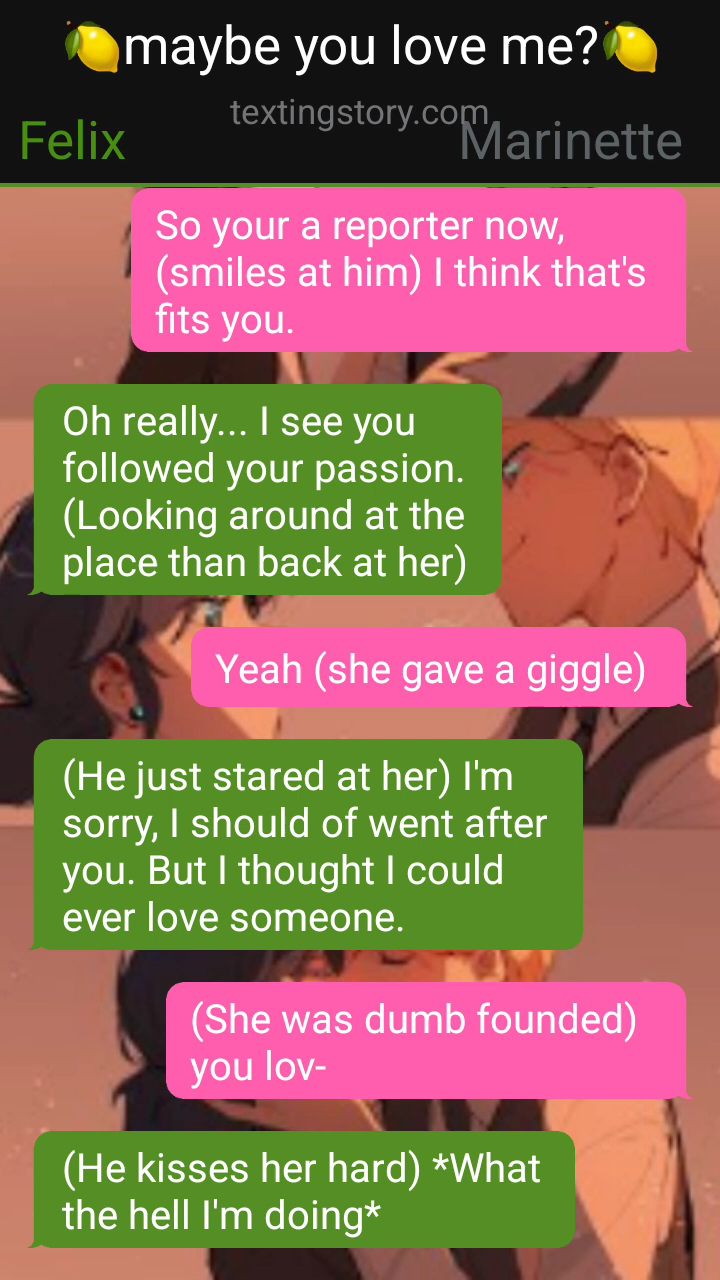 🍋maybe you love me?🍋
textingstory.com
Felix
Marinette
So your a reporter now,
(smiles at him) I think that's
fits you.
Oh really... I see you
followed your passion.
(Looking around at the
place than back at her)
Yeah (she gave a giggle)
(He just stared at her) I'm
sorry, I should of went after
you. But I thought I could
ever love someone.
(She was dumb founded)
you lov-
(He kisses her hard) *What
the hell I'm doing*